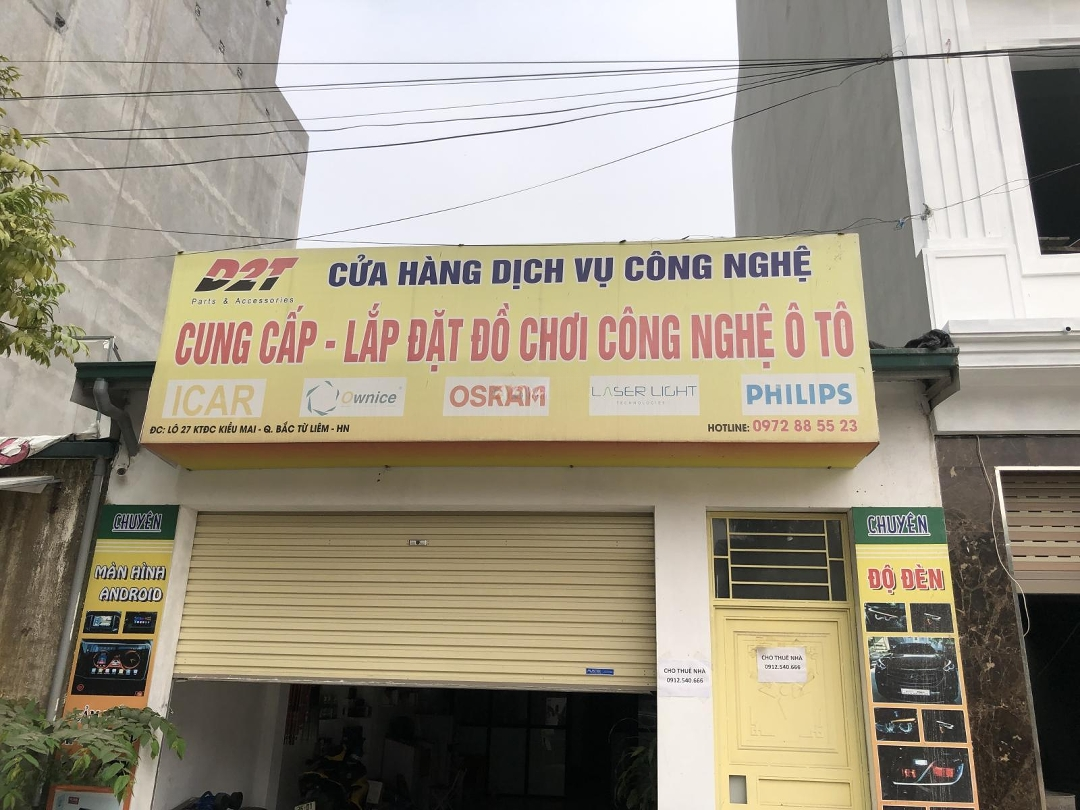 D2T
Parts & Accessories
CỬA HÀNG DỊCH VỤ CÔNG NGHỆ
CUNG CẤP - LẮP ĐẶT ĐỒ CHƠI CÔNG NGHỆ Ô TÔ
ICAR
Ownice
OSRAM
LASER LIGHT
TECHNOLOGIES
PHILIPS
ĐC: LÔ 27 KTĐC KIỀU MAI - Q. BẮC TỪ LIÊM - HN
HOTLINE: 0972 88 55 23
CHUYÊN
MÀN HÌNH
ANDROID
CHUYÊN
ĐỘ ĐÈN
CHO THUÊ NHÀ
0912.540.666
CHO THUÊ NHÀ
0912.540.666